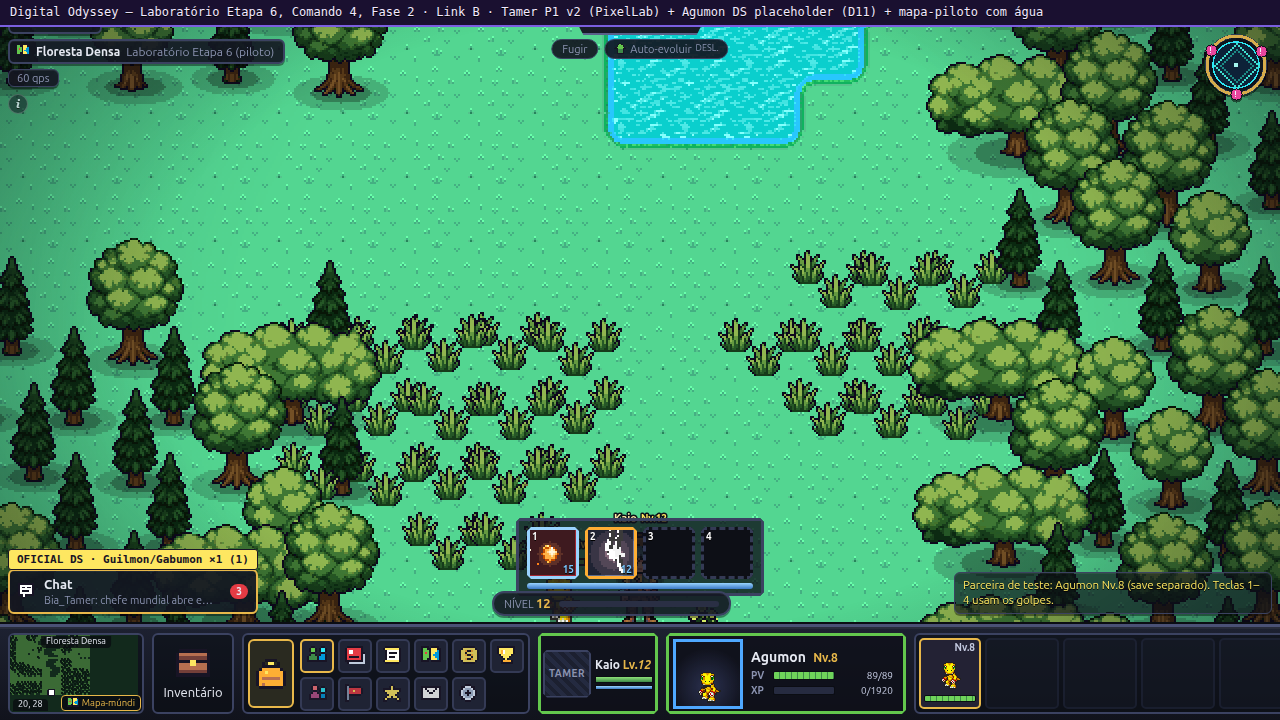 Digital Odyssey — Laboratório Etapa 6, Comando 4, Fase 2 · Link B · Tamer P1 v2 (PixelLab) + Agumon DS placeholder (D11) + mapa-piloto com água
Floresta Densa Laboratório Etapa 6 (piloto)
60 qps
i
Fugir
Auto-evoluir DESL.
Kaio Nv.12
1
15
2
12
3
4
NÍVEL 12
OFICIAL DS · Guilmon/Gabumon ×1 (1)
Chat
Bia_Tamer: chefe mundial abre e...
3
Parceira de teste: Agumon Nv.8 (save separado). Teclas 1–
4 usam os golpes.
Floresta Densa
20, 28
Mapa-múndi
Inventário
TAMER
Kaio Lv.12
Agumon Nv.8
PV 89/89
XP 0/1920
Nv.8